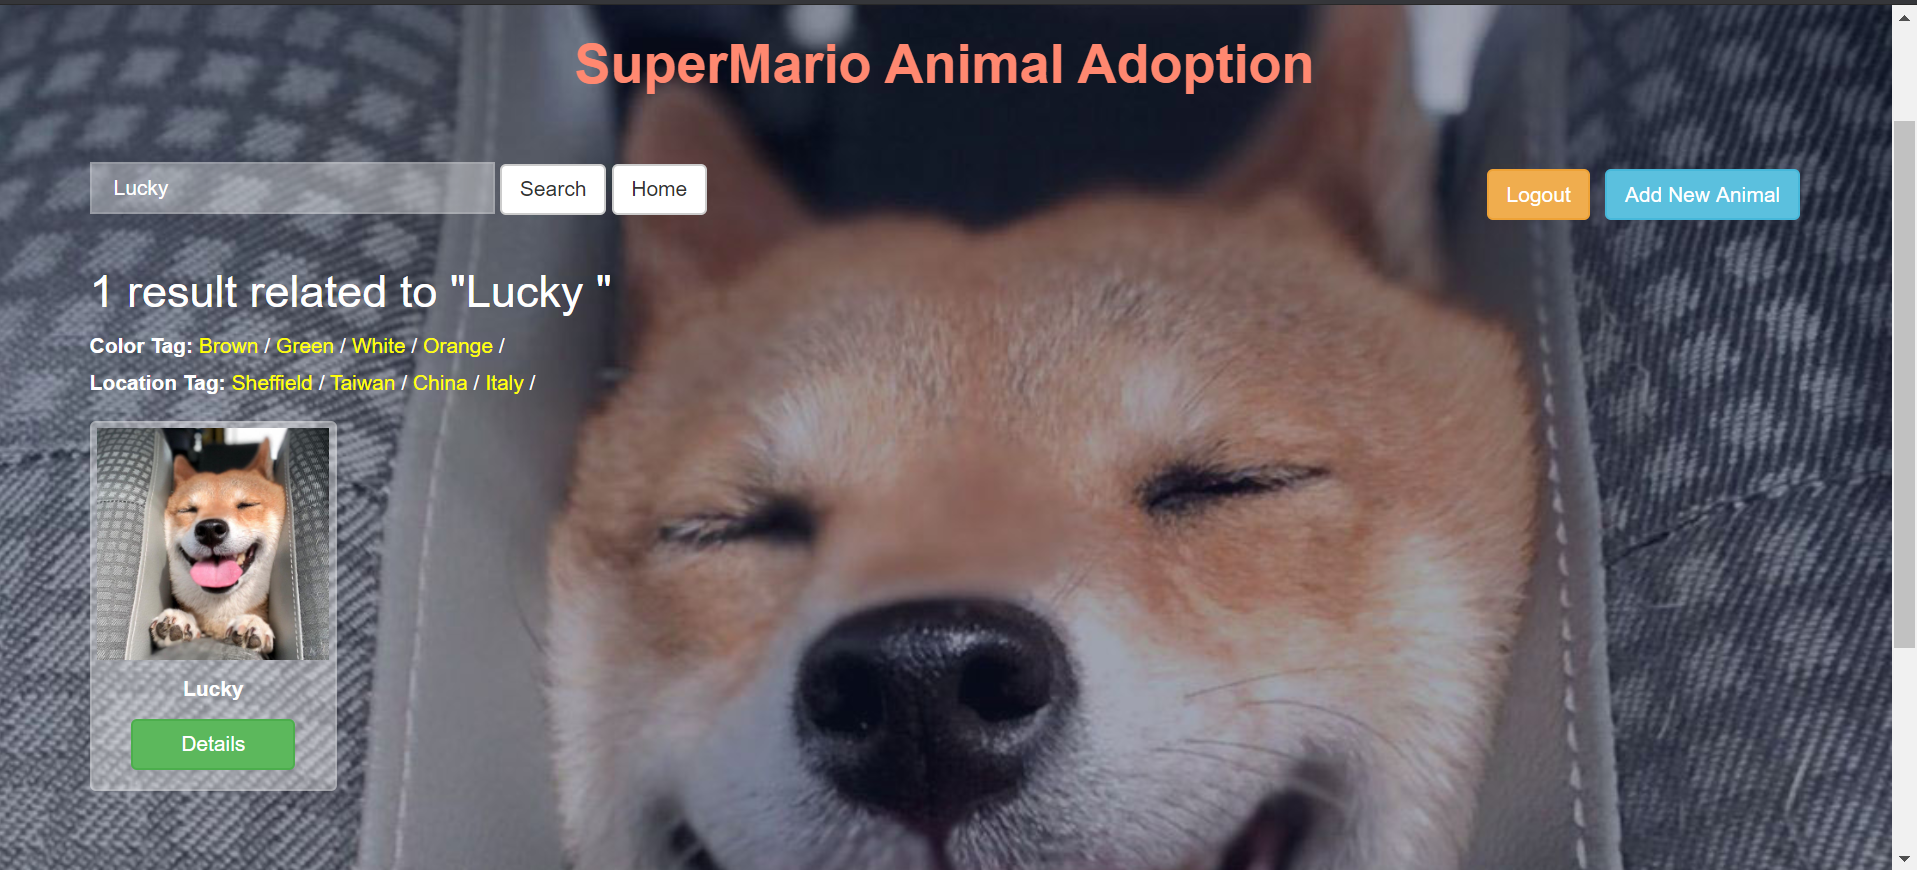 SuperMario Animal Adoption
Lucky Search Home Logout Add New Animal
1 result related to "Lucky "
Color Tag: Brown / Green / White / Orange /
Location Tag: Sheffield / Taiwan / China / Italy /
Lucky
Details